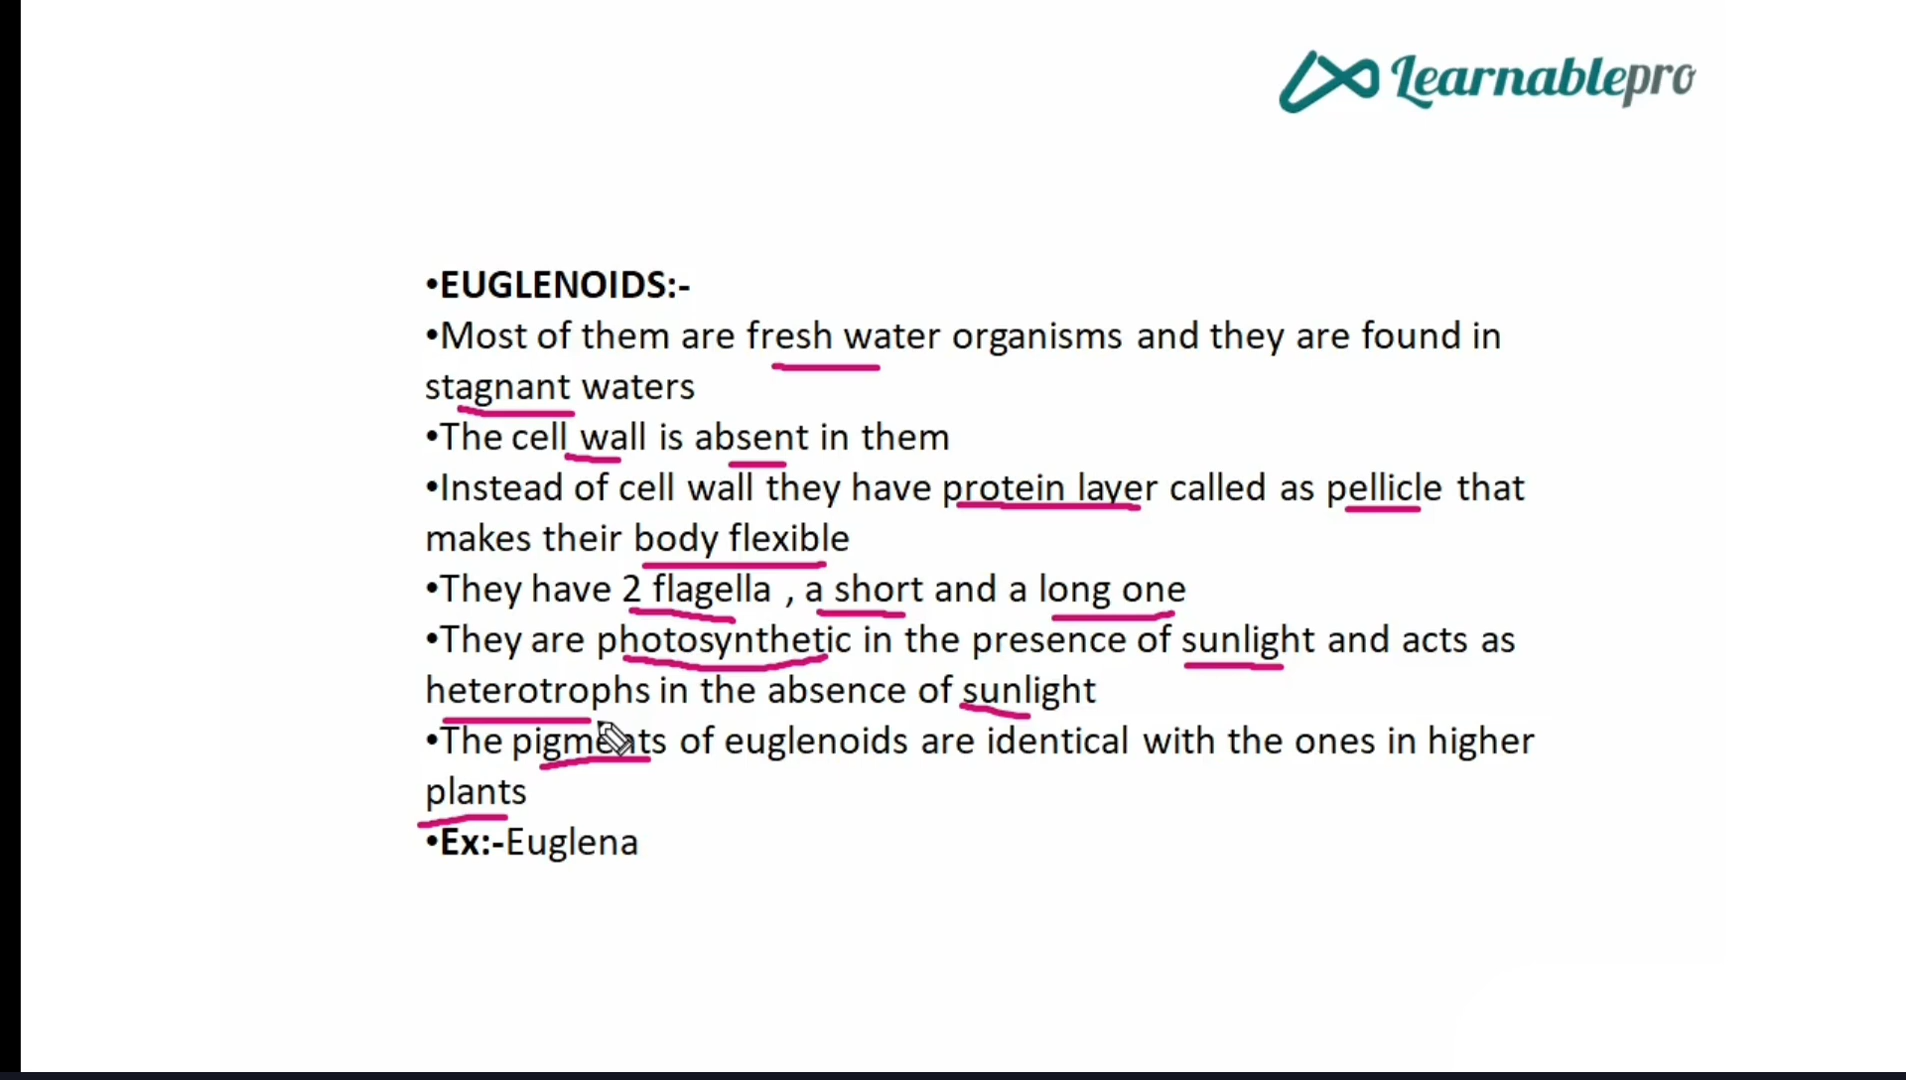 Learnablepro
•EUGLENOIDS:-
•Most of them are fresh water organisms and they are found in
stagnant waters
•The cell wall is absent in them
•Instead of cell wall they have protein layer called as pellicle that
makes their body flexible
•They have 2 flagella , a short and a long one
•They are photosynthetic in the presence of sunlight and acts as
heterotrophs in the absence of sunlight
•The pigments of euglenoids are identical with the ones in higher
plants
•Ex:-Euglena